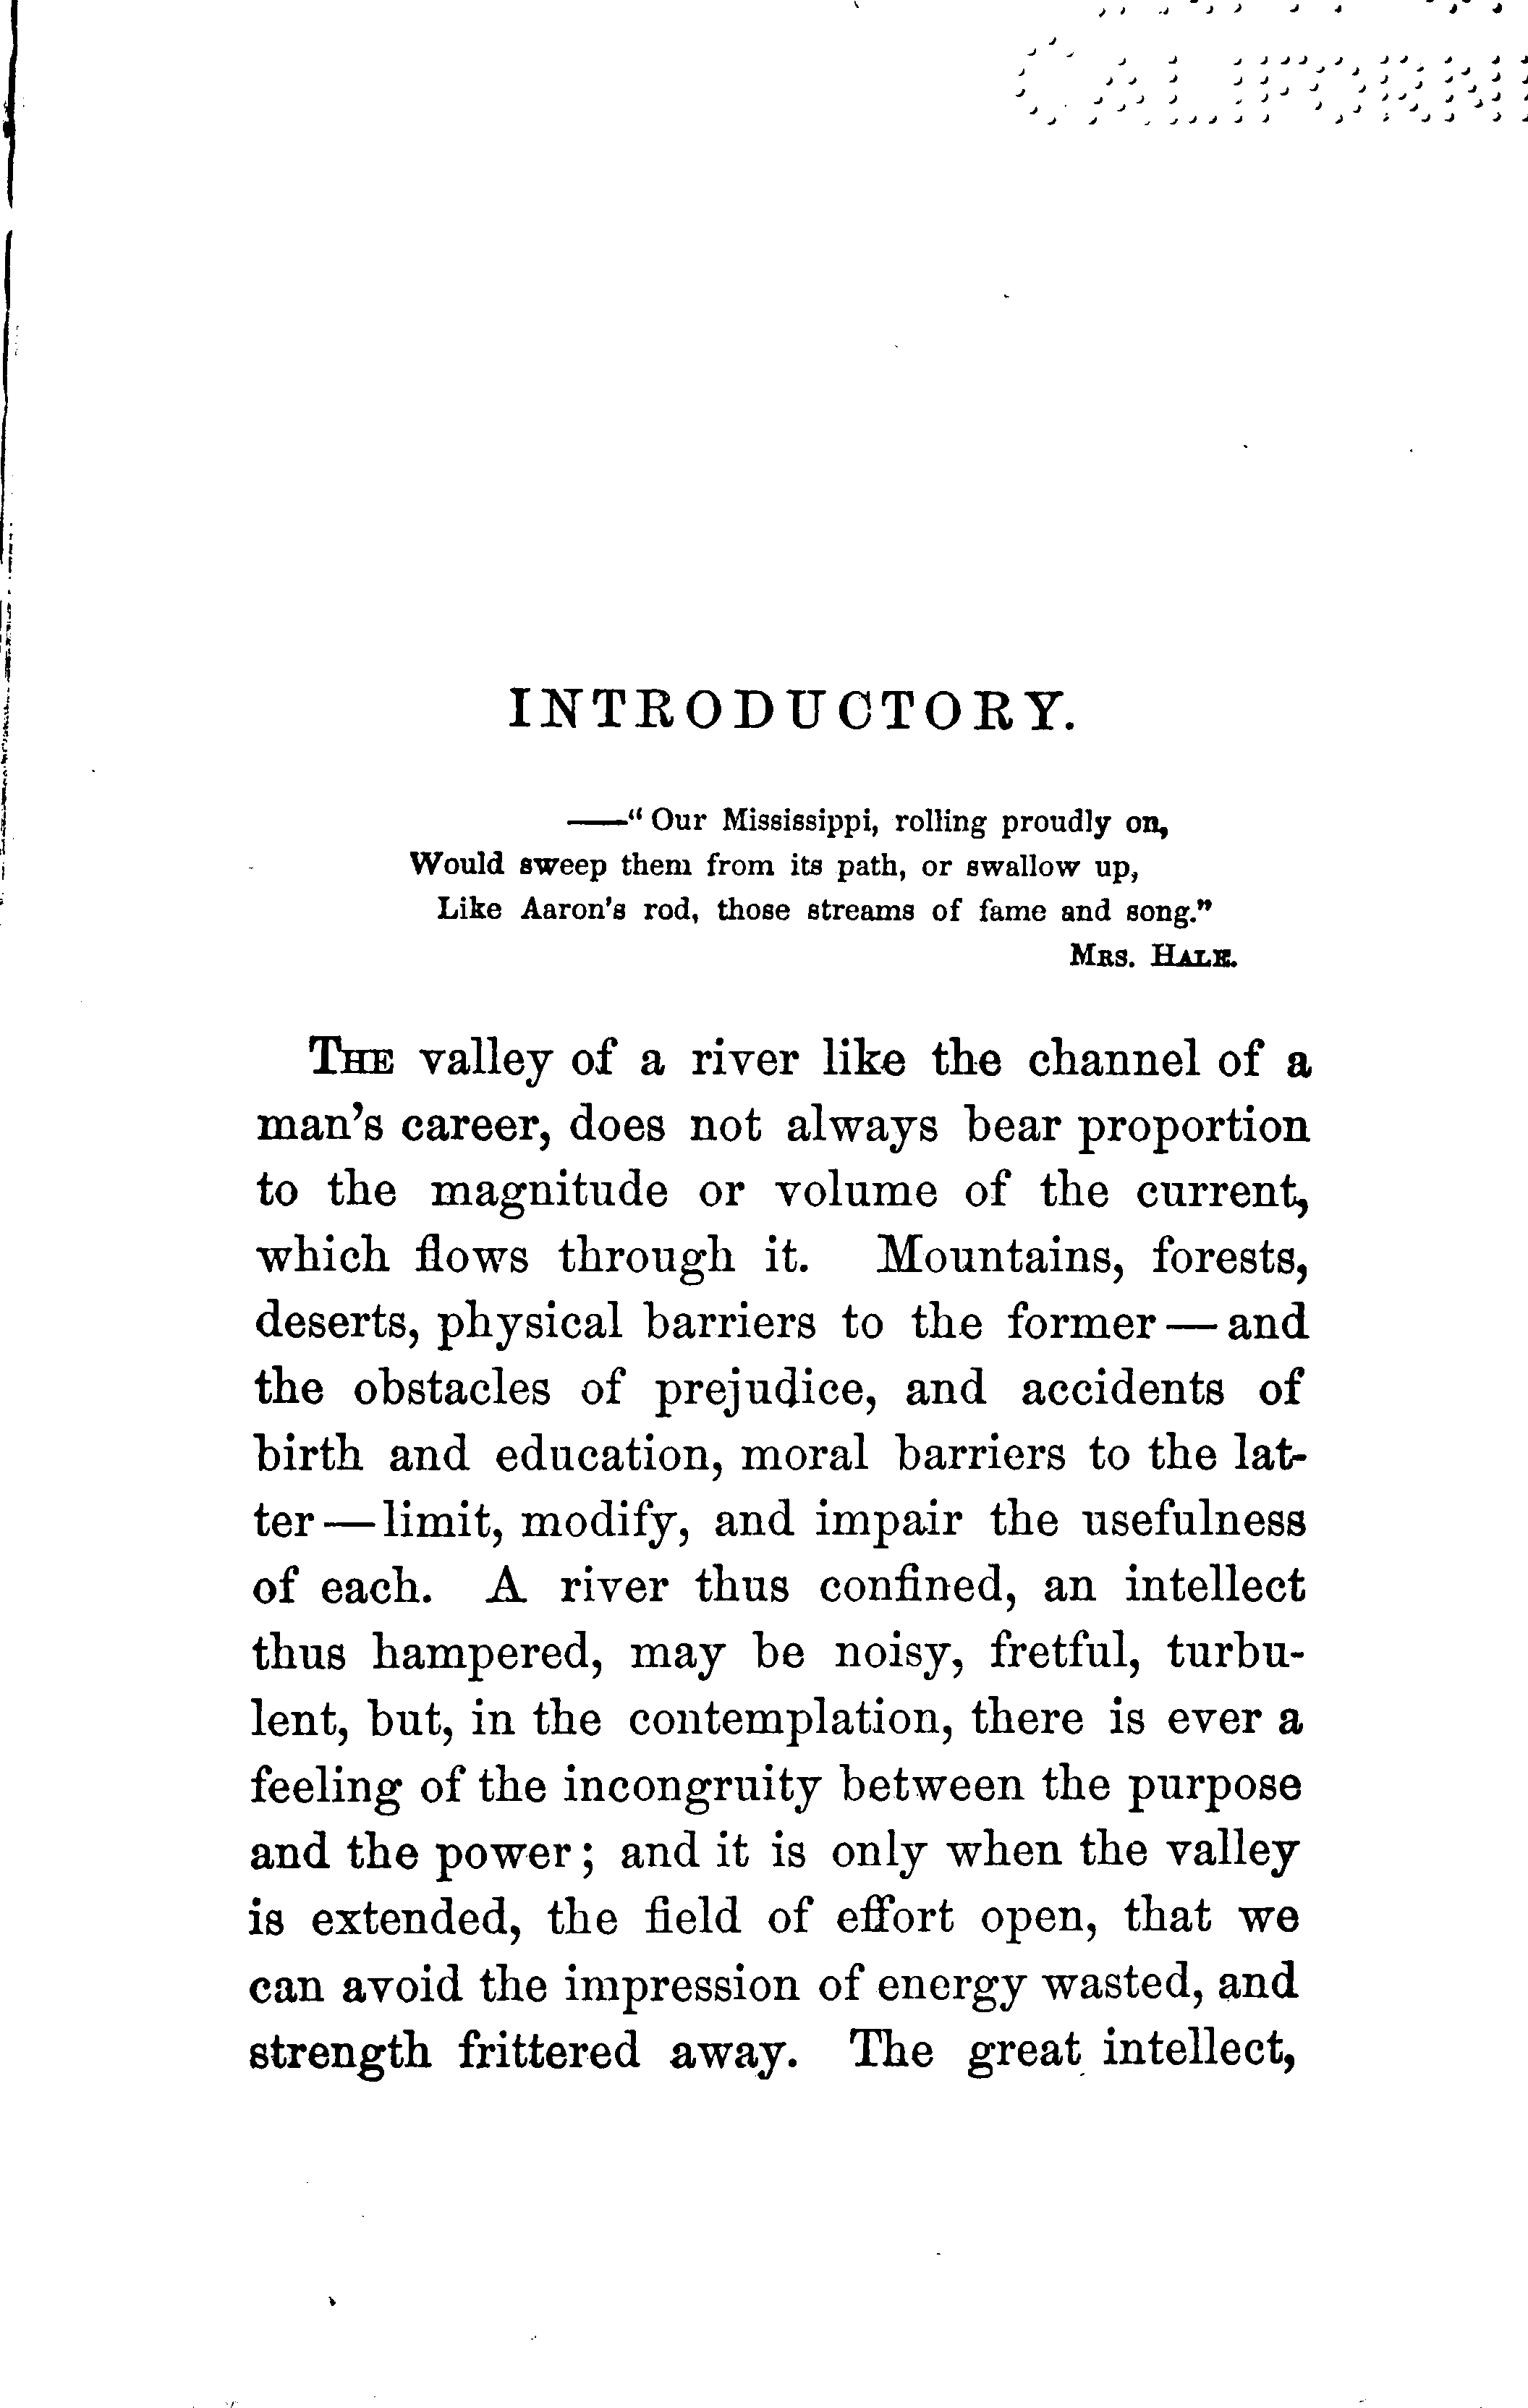 CALIFORNI
INTRODUCTORY.
——“Our Mississippi, rolling proudly on,
Would sweep them from its path, or swallow up,
Like Aaron's rod, those streams of fame and song.”
MRS. HALE.
THE valley of a river like the channel of a
man's career, does not always bear proportion
to the magnitude or volume of the current,
which flows through it. Mountains, forests,
deserts, physical barriers to the former — and
the obstacles of prejudice, and accidents of
birth and education, moral barriers to the lat-
ter — limit, modify, and impair the usefulness
of each. A river thus confined, an intellect
thus hampered, may be noisy, fretful, turbu-
lent, but, in the contemplation, there is ever a
feeling of the incongruity between the purpose
and the power; and it is only when the valley
is extended, the field of effort open, that we
can avoid the impression of energy wasted, and
strength frittered away. The great intellect,